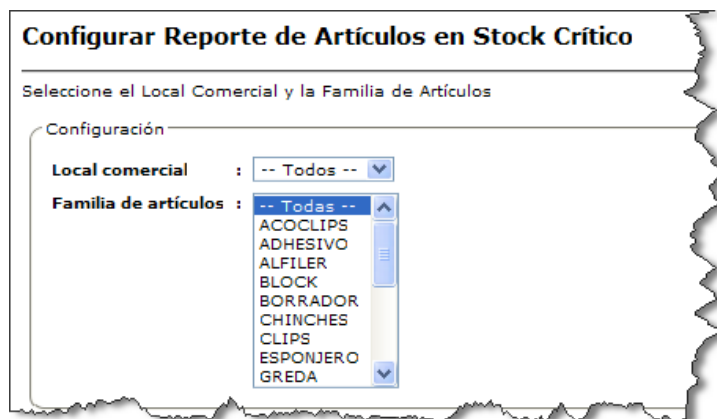 Configurar Reporte de Artículos en Stock Crítico
Seleccione el Local Comercial y la Familia de Artículos
Configuración
Local comercial : -- Todos --
Familia de artículos : -- Todas --
ACOCLIPS
ADHESIVO
ALFILER
BLOCK
BORRADOR
CHINCHES
CLIPS
ESPONJERO
GREDA